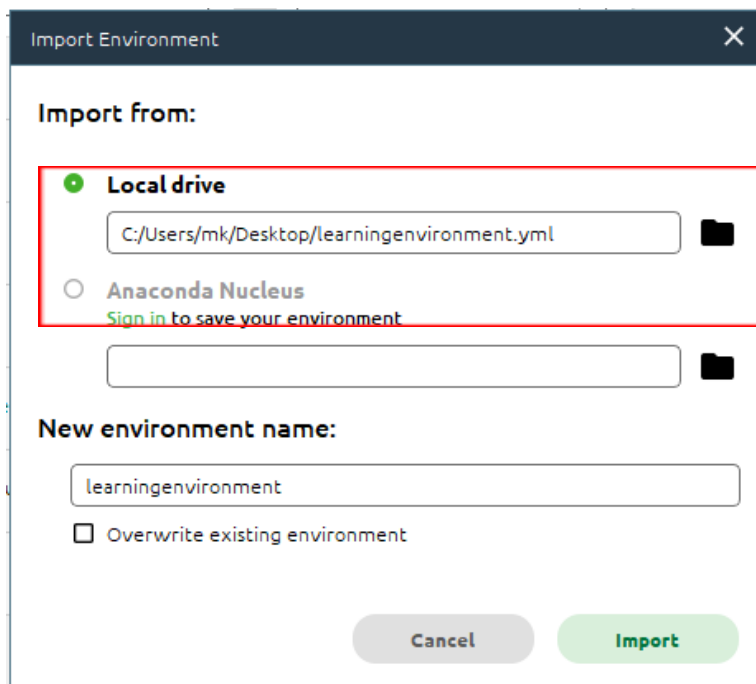 Import Environment
Import from:
Local drive
C:/Users/mk/Desktop/learningenvironment.yml
Anaconda Nucleus
Sign in to save your environment
New environment name:
learningenvironment
Overwrite existing environment
Cancel
Import